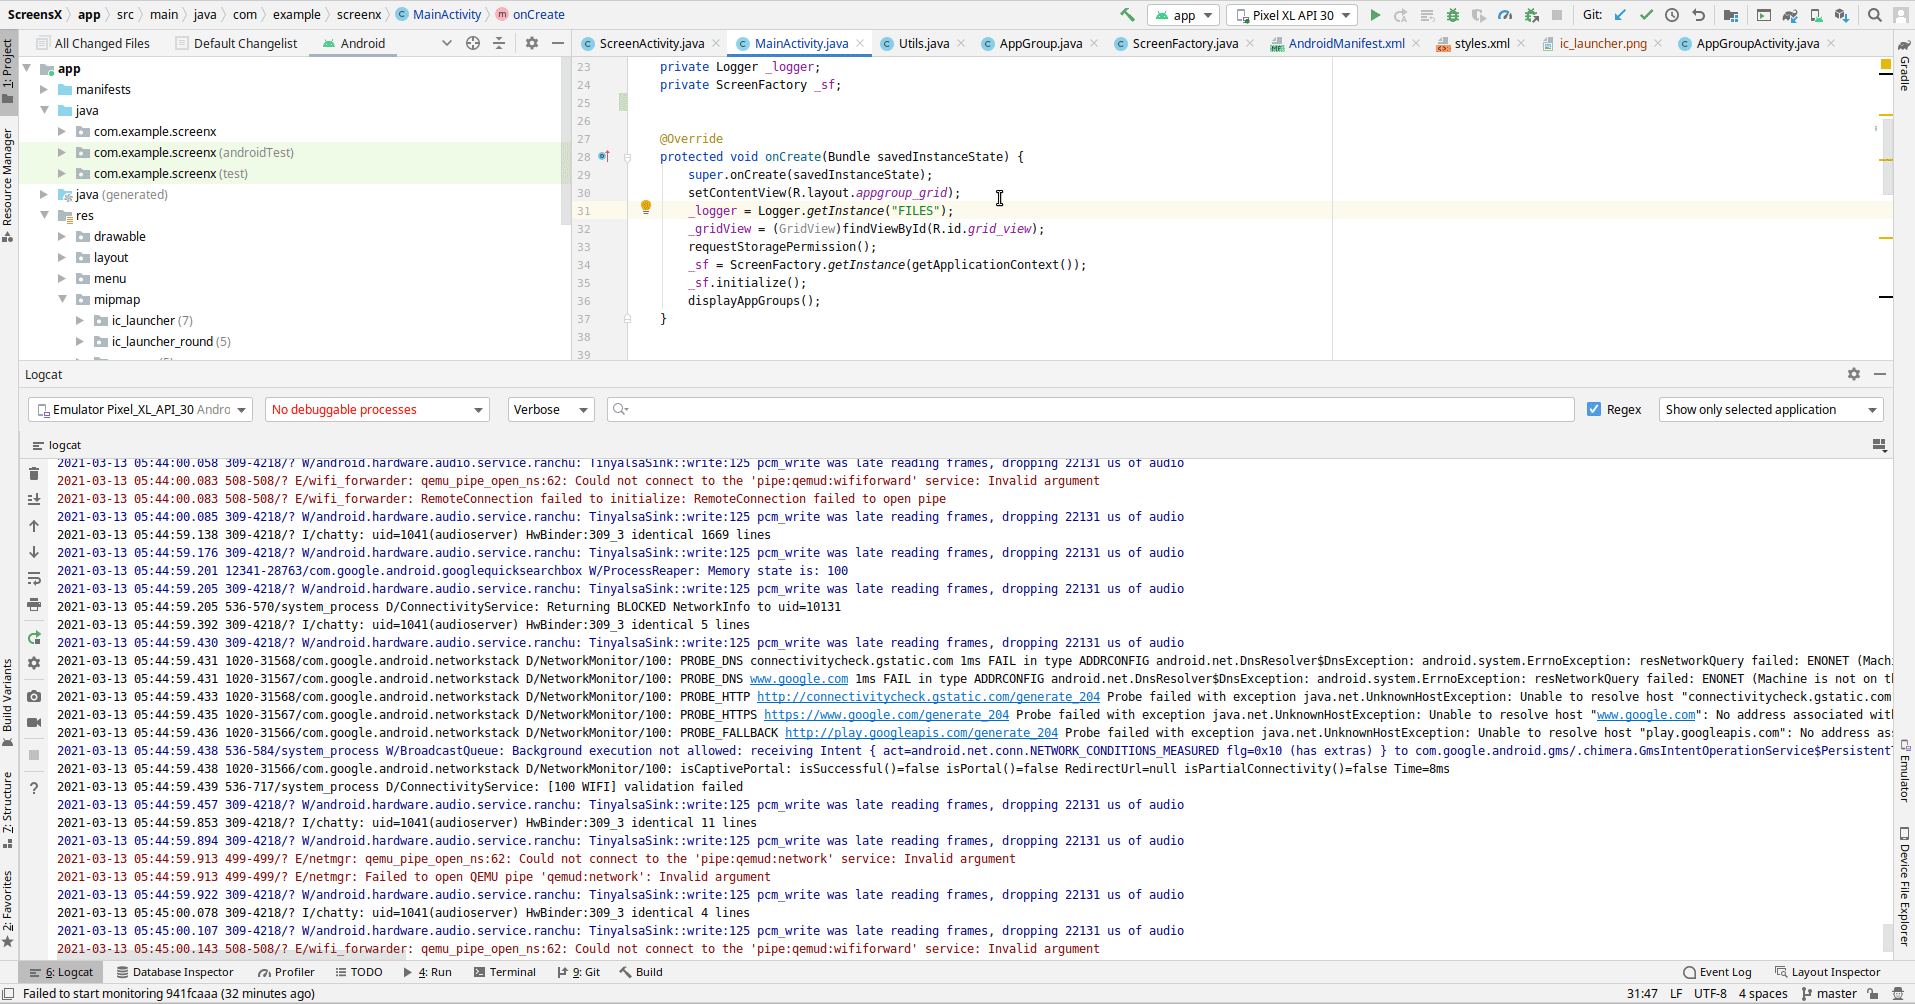 ScreensX app src main java com example screenx MainActivity onCreate app Pixel XL API 30 Git:
1: Project
Resource Manager
Build Variants
7: Structure
2: Favorites
All Changed Files Default Changelist Android
app
manifests
java
com.example.screenx
com.example.screenx (androidTest)
com.example.screenx (test)
java (generated)
res
drawable
layout
menu
mipmap
ic_launcher (7)
ic_launcher_round (5)
ScreenActivity.java MainActivity.java Utils.java AppGroup.java ScreenFactory.java AndroidManifest.xml styles.xml ic_launcher.png AppGroupActivity.java
23 private Logger _logger;
24 private ScreenFactory _sf;
25
26
27 @Override
28 protected void onCreate(Bundle savedInstanceState) {
29 super.onCreate(savedInstanceState);
30 setContentView(R.layout.appgroup_grid);
31 _logger = Logger.getInstance("FILES");
32 _gridView = (GridView)findViewById(R.id.grid_view);
33 requestStoragePermission();
34 _sf = ScreenFactory.getInstance(getApplicationContext());
35 _sf.initialize();
36 displayAppGroups();
37 }
38
39
Gradle
Emulator
Device File Explorer
Logcat
Emulator Pixel_XL_API_30 Andro No debuggable processes Verbose Regex Show only selected application
logcat
2021-03-13 05:44:00.058 309-4218/? W/android.hardware.audio.service.ranchu: TinyalsaSink::write:125 pcm_write was late reading frames, dropping 22131 us of audio
2021-03-13 05:44:00.083 508-508/? E/wifi_forwarder: qemu_pipe_open_ns:62: Could not connect to the 'pipe:qemud:wififorward' service: Invalid argument
2021-03-13 05:44:00.083 508-508/? E/wifi_forwarder: RemoteConnection failed to initialize: RemoteConnection failed to open pipe
2021-03-13 05:44:00.085 309-4218/? W/android.hardware.audio.service.ranchu: TinyalsaSink::write:125 pcm_write was late reading frames, dropping 22131 us of audio
2021-03-13 05:44:59.138 309-4218/? I/chatty: uid=1041(audioserver) HwBinder:309_3 identical 1669 lines
2021-03-13 05:44:59.176 309-4218/? W/android.hardware.audio.service.ranchu: TinyalsaSink::write:125 pcm_write was late reading frames, dropping 22131 us of audio
2021-03-13 05:44:59.201 12341-28763/com.google.android.googlequicksearchbox W/ProcessReaper: Memory state is: 100
2021-03-13 05:44:59.205 309-4218/? W/android.hardware.audio.service.ranchu: TinyalsaSink::write:125 pcm_write was late reading frames, dropping 22131 us of audio
2021-03-13 05:44:59.205 536-570/system_process D/ConnectivityService: Returning BLOCKED NetworkInfo to uid=10131
2021-03-13 05:44:59.392 309-4218/? I/chatty: uid=1041(audioserver) HwBinder:309_3 identical 5 lines
2021-03-13 05:44:59.430 309-4218/? W/android.hardware.audio.service.ranchu: TinyalsaSink::write:125 pcm_write was late reading frames, dropping 22131 us of audio
2021-03-13 05:44:59.431 1020-31568/com.google.android.networkstack D/NetworkMonitor/100: PROBE_DNS connectivitycheck.gstatic.com 1ms FAIL in type ADDRCONFIG android.net.DnsResolver$DnsException: android.system.ErrnoException: resNetworkQuery failed: ENONET (Machi
2021-03-13 05:44:59.431 1020-31567/com.google.android.networkstack D/NetworkMonitor/100: PROBE_DNS www.google.com 1ms FAIL in type ADDRCONFIG android.net.DnsResolver$DnsException: android.system.ErrnoException: resNetworkQuery failed: ENONET (Machine is not on th
2021-03-13 05:44:59.433 1020-31568/com.google.android.networkstack D/NetworkMonitor/100: PROBE_HTTP http://connectivitycheck.gstatic.com/generate_204 Probe failed with exception java.net.UnknownHostException: Unable to resolve host "connectivitycheck.gstatic.com
2021-03-13 05:44:59.435 1020-31567/com.google.android.networkstack D/NetworkMonitor/100: PROBE_HTTPS https://www.google.com/generate_204 Probe failed with exception java.net.UnknownHostException: Unable to resolve host "www.google.com": No address associated wit
2021-03-13 05:44:59.436 1020-31566/com.google.android.networkstack D/NetworkMonitor/100: PROBE_FALLBACK http://play.googleapis.com/generate_204 Probe failed with exception java.net.UnknownHostException: Unable to resolve host "play.googleapis.com": No address ass
2021-03-13 05:44:59.438 536-584/system_process W/BroadcastQueue: Background execution not allowed: receiving Intent { act=android.net.conn.NETWORK_CONDITIONS_MEASURED flg=0x10 (has extras) } to com.google.android.gms/.chimera.GmsIntentOperationService$Persistent
2021-03-13 05:44:59.438 1020-31566/com.google.android.networkstack D/NetworkMonitor/100: isCaptivePortal: isSuccessful()=false isPortal()=false RedirectUrl=null isPartialConnectivity()=false Time=8ms
2021-03-13 05:44:59.439 536-717/system_process D/ConnectivityService: [100 WIFI] validation failed
2021-03-13 05:44:59.457 309-4218/? W/android.hardware.audio.service.ranchu: TinyalsaSink::write:125 pcm_write was late reading frames, dropping 22131 us of audio
2021-03-13 05:44:59.853 309-4218/? I/chatty: uid=1041(audioserver) HwBinder:309_3 identical 11 lines
2021-03-13 05:44:59.894 309-4218/? W/android.hardware.audio.service.ranchu: TinyalsaSink::write:125 pcm_write was late reading frames, dropping 22131 us of audio
2021-03-13 05:44:59.913 499-499/? E/netmgr: qemu_pipe_open_ns:62: Could not connect to the 'pipe:qemud:network' service: Invalid argument
2021-03-13 05:44:59.913 499-499/? E/netmgr: Failed to open QEMU pipe 'qemud:network': Invalid argument
2021-03-13 05:44:59.922 309-4218/? W/android.hardware.audio.service.ranchu: TinyalsaSink::write:125 pcm_write was late reading frames, dropping 22131 us of audio
2021-03-13 05:45:00.078 309-4218/? I/chatty: uid=1041(audioserver) HwBinder:309_3 identical 4 lines
2021-03-13 05:45:00.107 309-4218/? W/android.hardware.audio.service.ranchu: TinyalsaSink::write:125 pcm_write was late reading frames, dropping 22131 us of audio
2021-03-13 05:45:00.143 508-508/? E/wifi_forwarder: qemu_pipe_open_ns:62: Could not connect to the 'pipe:qemud:wififorward' service: Invalid argument
6: Logcat Database Inspector Profiler TODO 4: Run Terminal 9: Git Build Event Log Layout Inspector
Failed to start monitoring 941fcaaa (32 minutes ago) 31:47 LF UTF-8 4 spaces master